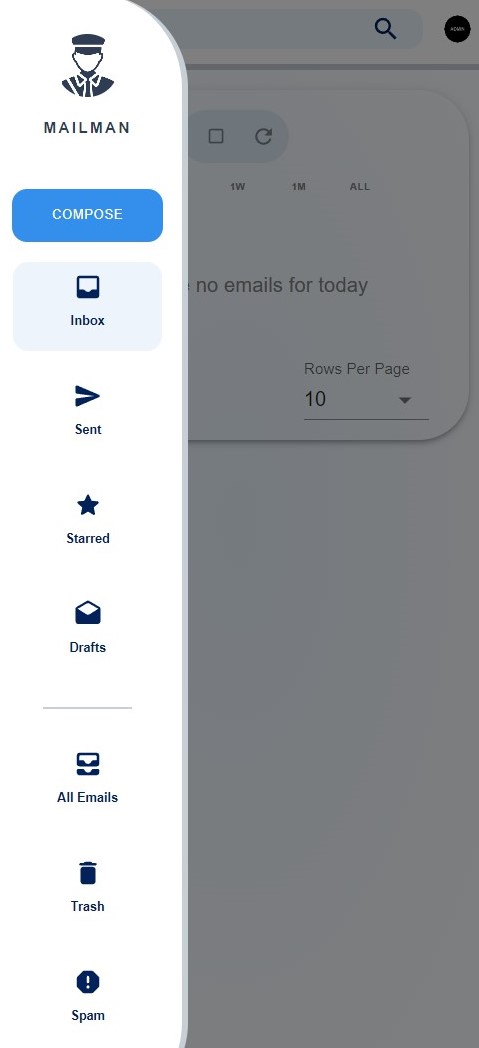 MAILMAN
COMPOSE
Inbox
Sent
Starred
Drafts
All Emails
Trash
Spam
ADMIN
1W 1M ALL
no emails for today
Rows Per Page
10